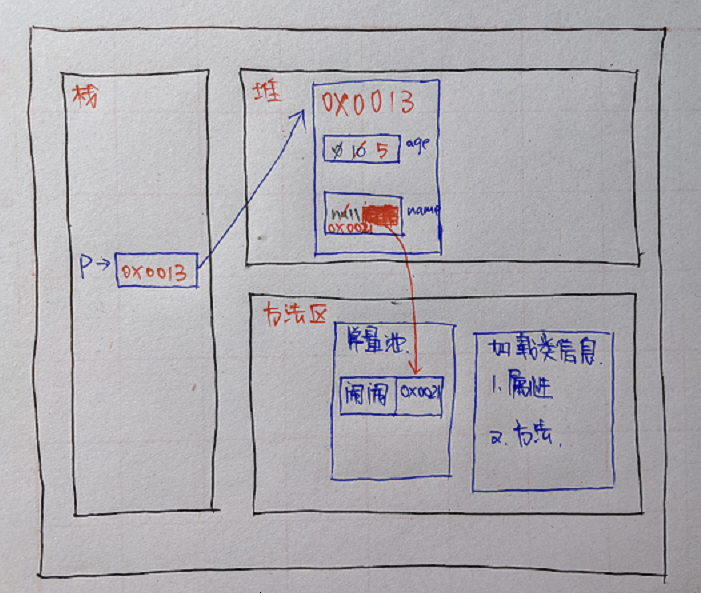 栈
P→
0X0013
堆
0X0013
0 10 5 age
null name
0X0021
方法区
常量池
闹闹 0X0021
加载类信息
1、属性
2、方法、